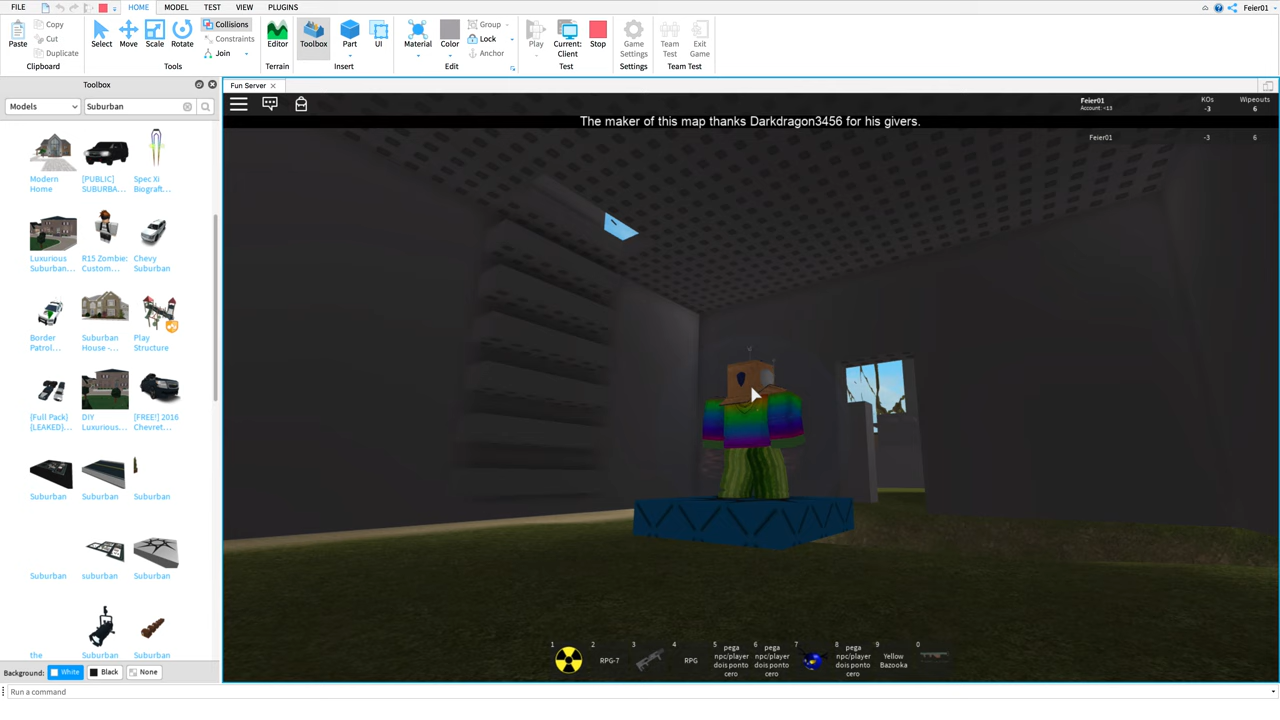 FILE HOME MODEL TEST VIEW PLUGINS Feier01
Paste Copy Cut Duplicate Select Move Scale Rotate Collisions Constraints Join Editor Toolbox Part UI Material Color Group Lock Anchor Play Current: Client Stop Game Settings Team Test Exit Game
Clipboard Tools Terrain Insert Edit Test Settings Team Test
Toolbox
Fun Server
Models Suburban
Feier01
Account: <13
KOs
-3
Wipeouts
6
The maker of this map thanks Darkdragon3456 for his givers.
Feier01 -3 6
Modern Home
[PUBLIC] SUBURBA...
Spec Xi Biograft...
Luxurious Suburban...
R15 Zombie: Custom...
Chevy Suburban
Border Patrol...
Suburban House -...
Play Structure
[Full Pack] [LEAKED]...
DIY Luxurious...
[FREE!] 2016 Chevret...
Suburban Suburban Suburban
Suburban suburban Suburban
the Suburban Suburban
1
2 RPG-7
3
4 RPG
5 pega npc/player dois ponto cero
6 pega npc/player dois ponto cero
7
8 pega npc/player dois ponto cero
9 Yellow Bazooka
0
Background: White Black None
Run a command